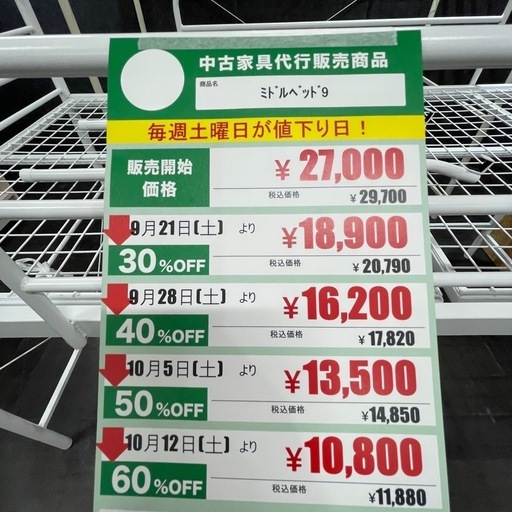 中古家具代行販売商品
商品名
ﾐﾄﾞﾙﾍﾞｯﾄﾞ9
毎週土曜日が値下り日！
販売開始
価格
¥27,000
税込価格 ¥29,700
9月21日(土) より
30%OFF
¥18,900
税込価格 ¥20,790
9月28日(土) より
40%OFF
¥16,200
税込価格 ¥17,820
10月5日(土) より
50%OFF
¥13,500
税込価格 ¥14,850
10月12日(土) より
60%OFF
¥10,800
税込価格 ¥11,880